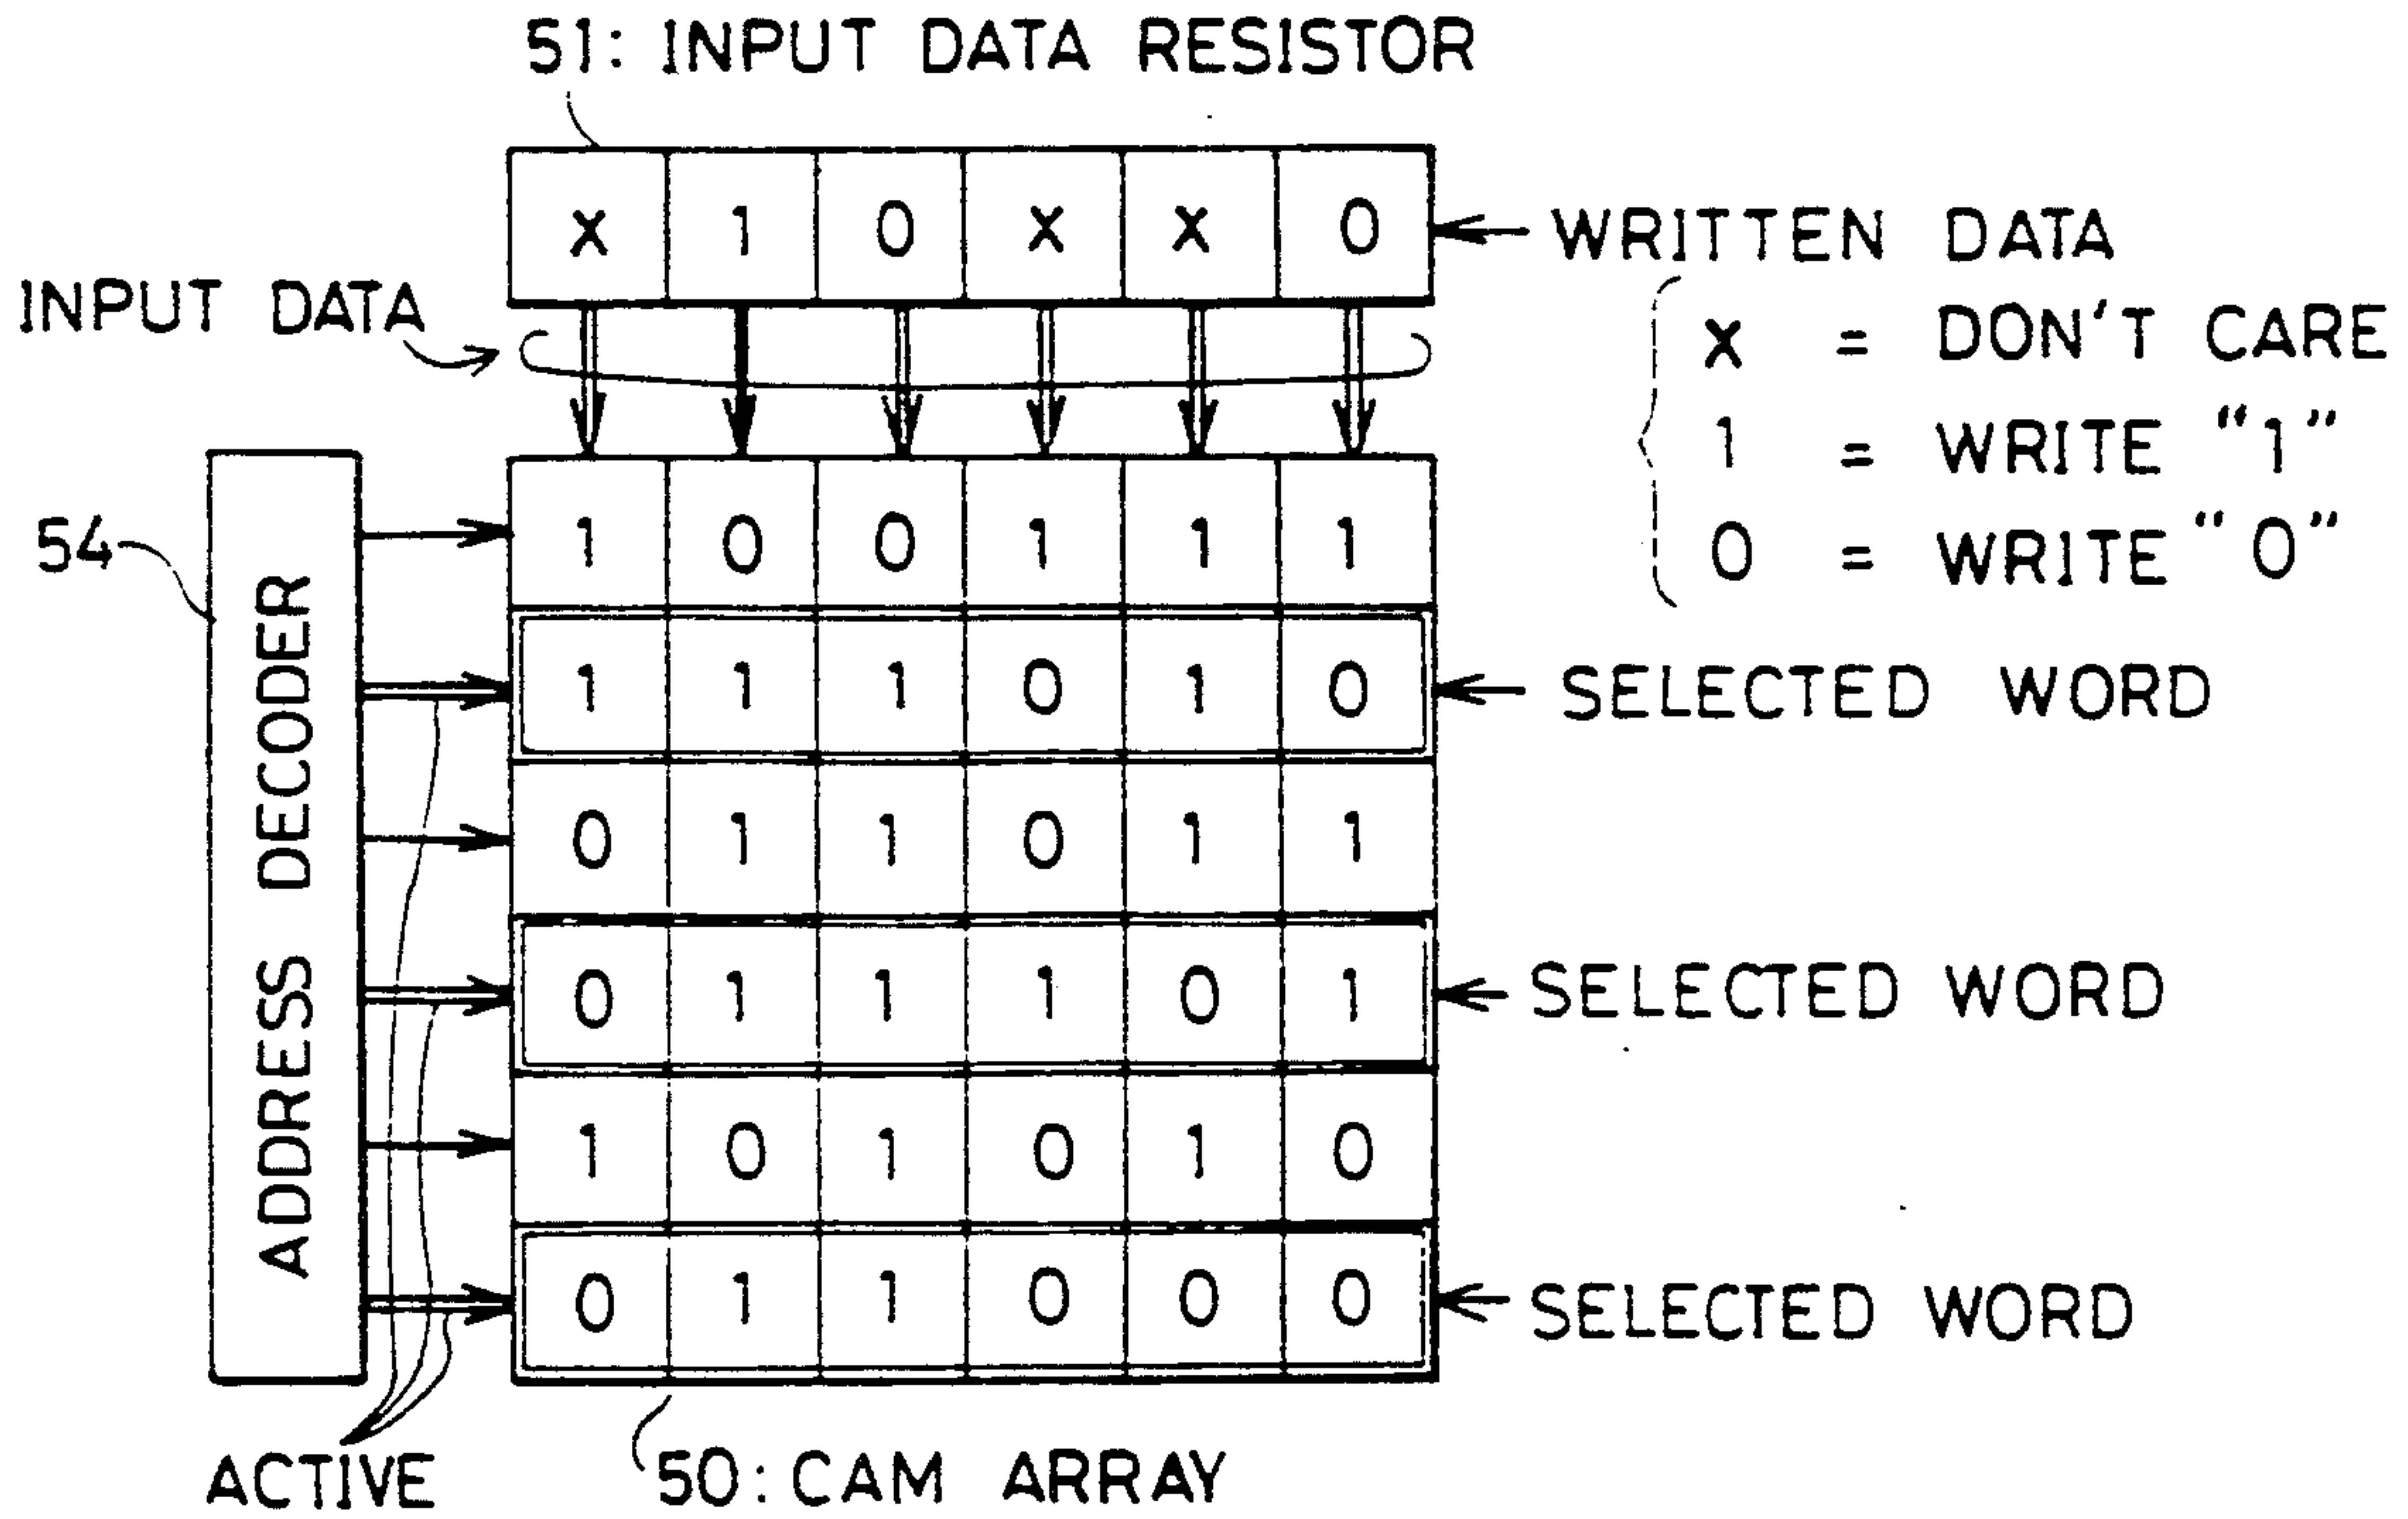 51: INPUT DATA RESISTOR
X 1 0 X X 0
WRITTEN DATA
INPUT DATA
X = DON'T CARE
1 = WRITE "1"
0 = WRITE "0"
54
ADDRESS DECODER
1 0 0 1 1 1
1 1 1 0 1 0
SELECTED WORD
0 1 1 0 1 1
0 1 1 1 0 1
SELECTED WORD
1 0 1 0 1 0
0 1 1 0 0 0
SELECTED WORD
ACTIVE
50: CAM ARRAY